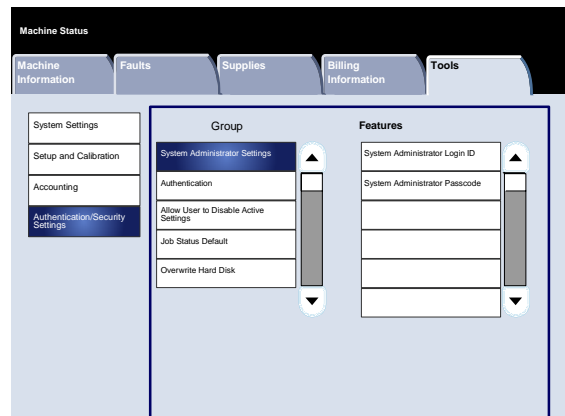 Machine Status
Machine
Information
Faults
Supplies
Billing
Information
Tools
System Settings
Setup and Calibration
Accounting
Authentication/Security
Settings
Group
System Administrator Settings
Authentication
Allow User to Disable Active
Settings
Job Status Default
Overwrite Hard Disk
Features
System Administrator Login ID
System Administrator Passcode